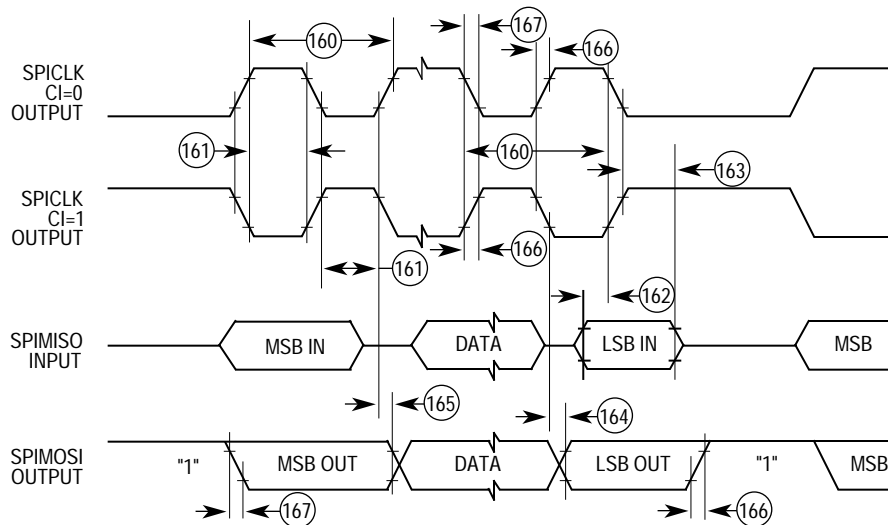 160
167
166
SPICLK
CI=0
OUTPUT
161
160
163
SPICLK
CI=1
OUTPUT
161
166
162
SPIMISO
INPUT
MSB IN
DATA
LSB IN
MSB
165
164
SPIMOSI
OUTPUT
"1"
MSB OUT
DATA
LSB OUT
"1"
MSB
167
166